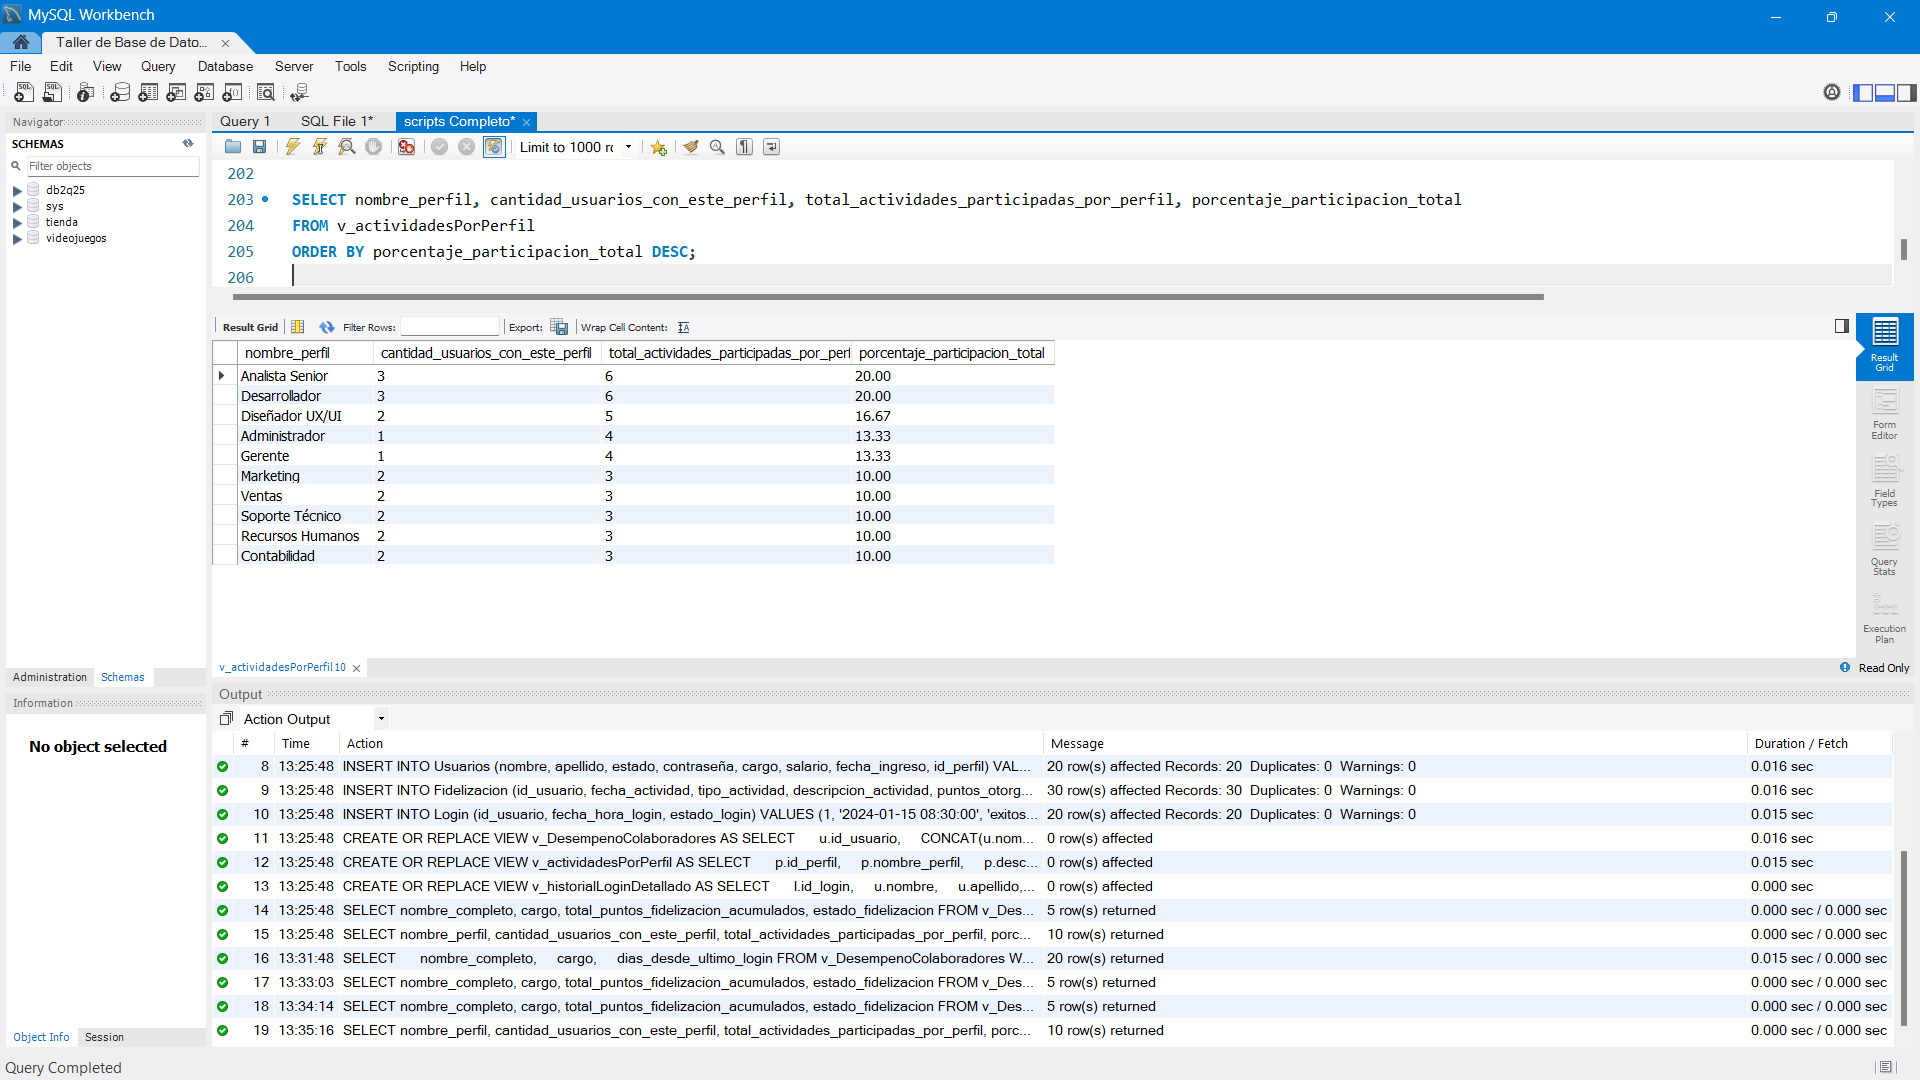 MySQL Workbench
Taller de Base de Dato...
File Edit View Query Database Server Tools Scripting Help
Navigator
SCHEMAS
Filter objects
db2q25
sys
tienda
videojuegos
Administration Schemas
Information
No object selected
Object Info Session
Query 1 SQL File 1* scripts Completo*
Limit to 1000 rc
202
203 SELECT nombre_perfil, cantidad_usuarios_con_este_perfil, total_actividades_participadas_por_perfil, porcentaje_participacion_total
204 FROM v_actividadesPorPerfil
205 ORDER BY porcentaje_participacion_total DESC;
206
Result Grid Filter Rows: Export: Wrap Cell Content:
nombre_perfil cantidad_usuarios_con_este_perfil total_actividades_participadas_por_perf porcentaje_participacion_total
Analista Senior 3 6 20.00
Desarrollador 3 6 20.00
Diseñador UX/UI 2 5 16.67
Administrador 1 4 13.33
Gerente 1 4 13.33
Marketing 2 3 10.00
Ventas 2 3 10.00
Soporte Técnico 2 3 10.00
Recursos Humanos 2 3 10.00
Contabilidad 2 3 10.00
Result Grid
Form Editor
Field Types
Query Stats
Execution Plan
v_actividadesPorPerfil 10
Read Only
Output
Action Output
# Time Action Message Duration / Fetch
8 13:25:48 INSERT INTO Usuarios (nombre, apellido, estado, contraseña, cargo, salario, fecha_ingreso, id_perfil) VAL... 20 row(s) affected Records: 20 Duplicates: 0 Warnings: 0 0.016 sec
9 13:25:48 INSERT INTO Fidelizacion (id_usuario, fecha_actividad, tipo_actividad, descripcion_actividad, puntos_otorg... 30 row(s) affected Records: 30 Duplicates: 0 Warnings: 0 0.016 sec
10 13:25:48 INSERT INTO Login (id_usuario, fecha_hora_login, estado_login) VALUES (1, '2024-01-15 08:30:00', 'exitos... 20 row(s) affected Records: 20 Duplicates: 0 Warnings: 0 0.015 sec
11 13:25:48 CREATE OR REPLACE VIEW v_DesempenoColaboradores AS SELECT u.id_usuario, CONCAT(u.nom... 0 row(s) affected 0.016 sec
12 13:25:48 CREATE OR REPLACE VIEW v_actividadesPorPerfil AS SELECT p.id_perfil, p.nombre_perfil, p.desc... 0 row(s) affected 0.015 sec
13 13:25:48 CREATE OR REPLACE VIEW v_historialLoginDetallado AS SELECT l.id_login, u.nombre, u.apellido,... 0 row(s) affected 0.000 sec
14 13:25:48 SELECT nombre_completo, cargo, total_puntos_fidelizacion_acumulados, estado_fidelizacion FROM v_Des... 5 row(s) returned 0.000 sec / 0.000 sec
15 13:25:48 SELECT nombre_perfil, cantidad_usuarios_con_este_perfil, total_actividades_participadas_por_perfil, porc... 10 row(s) returned 0.000 sec / 0.000 sec
16 13:31:48 SELECT nombre_completo, cargo, dias_desde_ultimo_login FROM v_DesempenoColaboradores W... 20 row(s) returned 0.015 sec / 0.000 sec
17 13:33:03 SELECT nombre_completo, cargo, total_puntos_fidelizacion_acumulados, estado_fidelizacion FROM v_Des... 5 row(s) returned 0.000 sec / 0.000 sec
18 13:34:14 SELECT nombre_completo, cargo, total_puntos_fidelizacion_acumulados, estado_fidelizacion FROM v_Des... 5 row(s) returned 0.000 sec / 0.000 sec
19 13:35:16 SELECT nombre_perfil, cantidad_usuarios_con_este_perfil, total_actividades_participadas_por_perfil, porc... 10 row(s) returned 0.000 sec / 0.000 sec
Query Completed